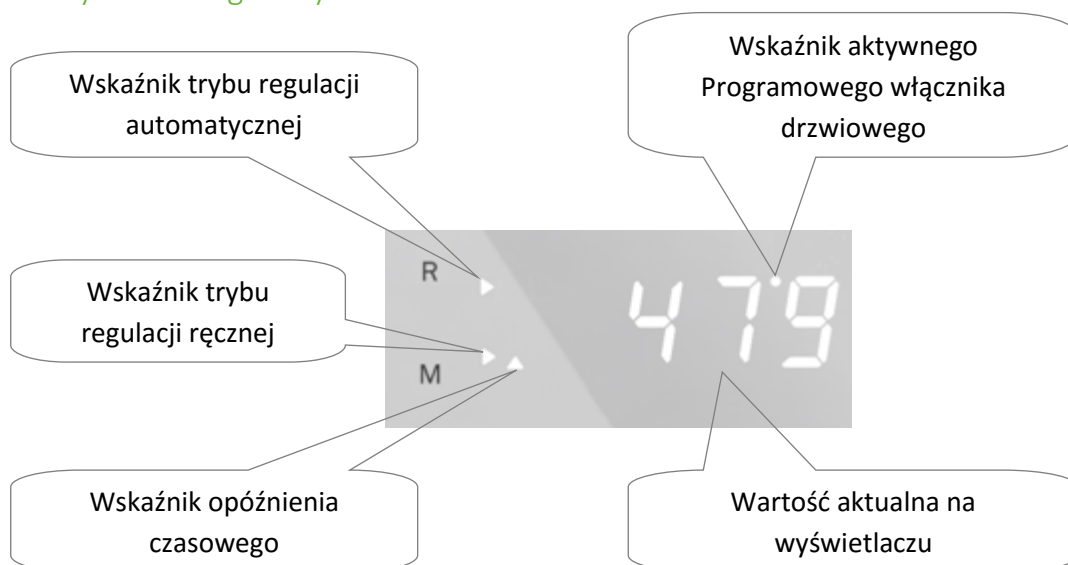 Wskaźnik aktywnego
Programowego włącznika
drzwiowego
Wskaźnik trybu regulacji
automatycznej
R
479
Wskaźnik trybu
regulacji ręcznej
M
Wskaźnik opóźnienia
czasowego
Wartość aktualna na
wyświetlaczu